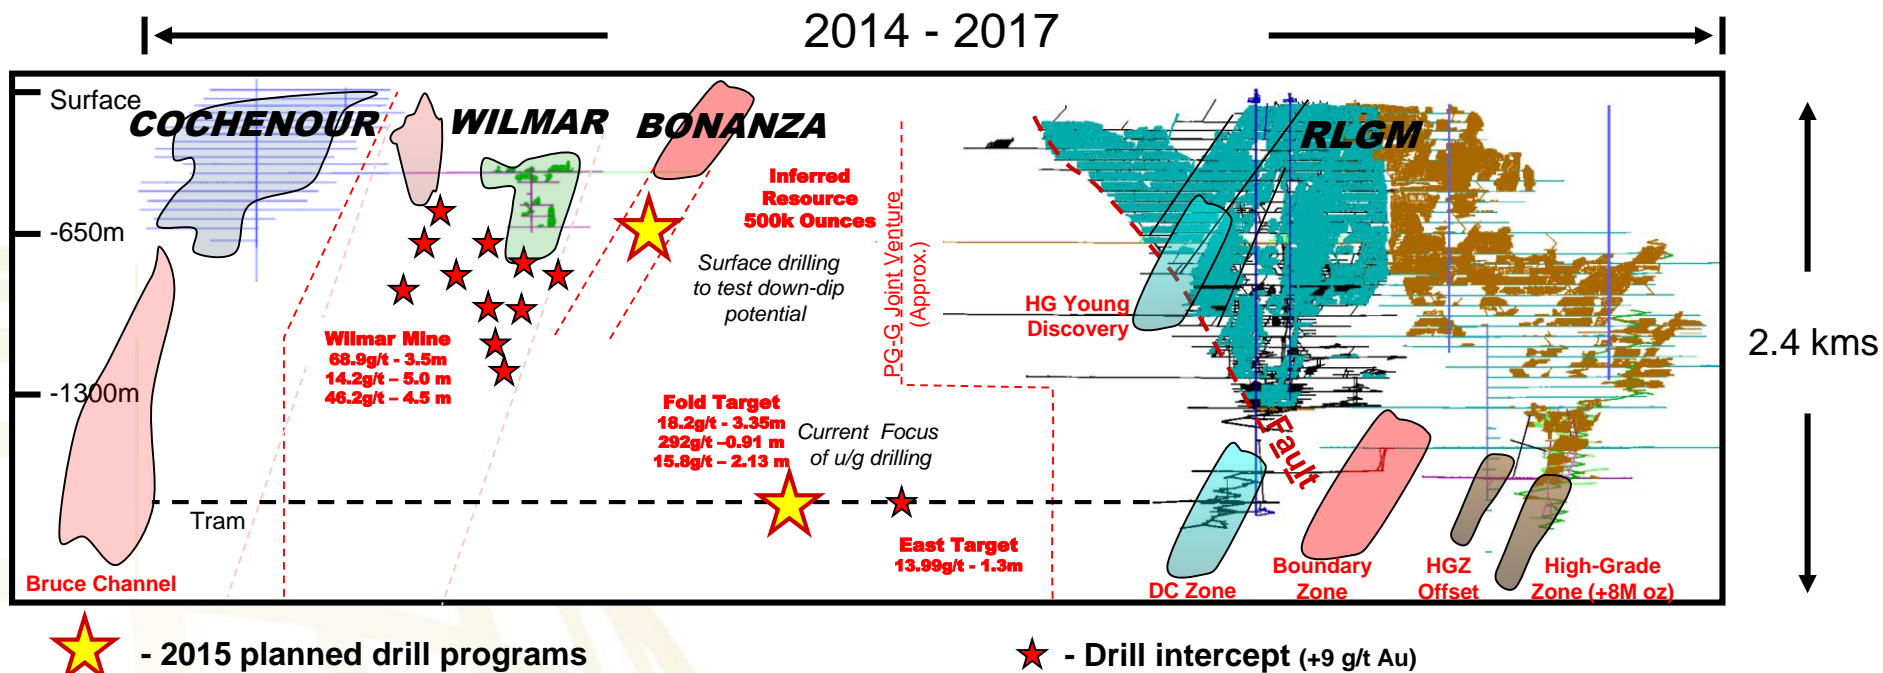 2014 - 2017
Surface
COCHENOUR
WILMAR
BONANZA
RLGM
Inferred
Resource
500k Ounces
-650m
Surface drilling
to test down-dip
potential
PG-G Joint Venture
(Approx.)
HG Young
Discovery
2.4 kms
Wilmar Mine
68.9g/t - 3.5m
14.2g/t – 5.0 m
46.2g/t – 4.5 m
-1300m
Fold Target
18.2g/t - 3.35m
292g/t –0.91 m
15.8g/t – 2.13 m
Current Focus
of u/g drilling
Fault
Tram
East Target
13.99g/t - 1.3m
Bruce Channel
DC Zone
Boundary
Zone
HGZ
Offset
High-Grade
Zone (+8M oz)
- 2015 planned drill programs
- Drill intercept (+9 g/t Au)